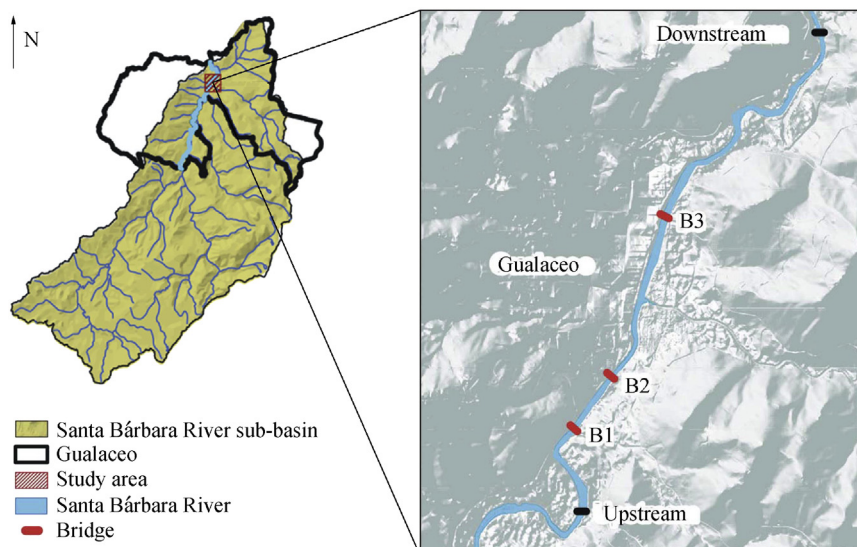 N
Santa Bárbara River sub-basin
Gualaceo
Study area
Santa Bárbara River
Bridge
Downstream
B3
Gualaceo
B2
B1
Upstream